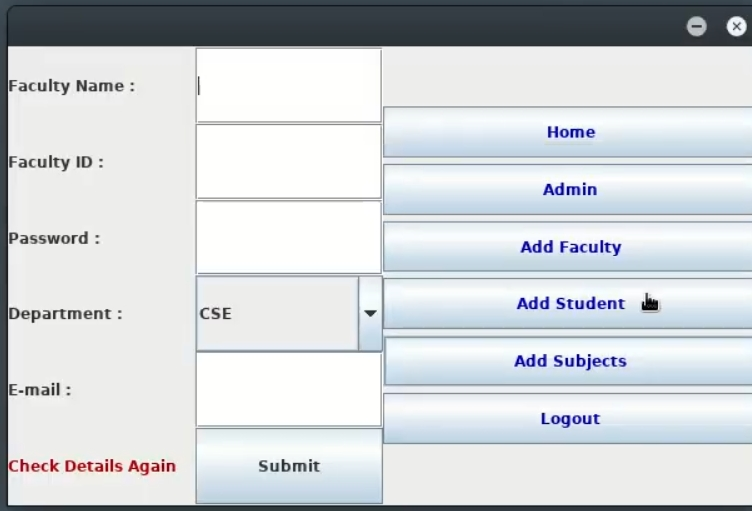 Faculty Name :
Faculty ID :
Password :
Department :
CSE
E-mail :
Check Details Again
Submit
Home
Admin
Add Faculty
Add Student
Add Subjects
Logout